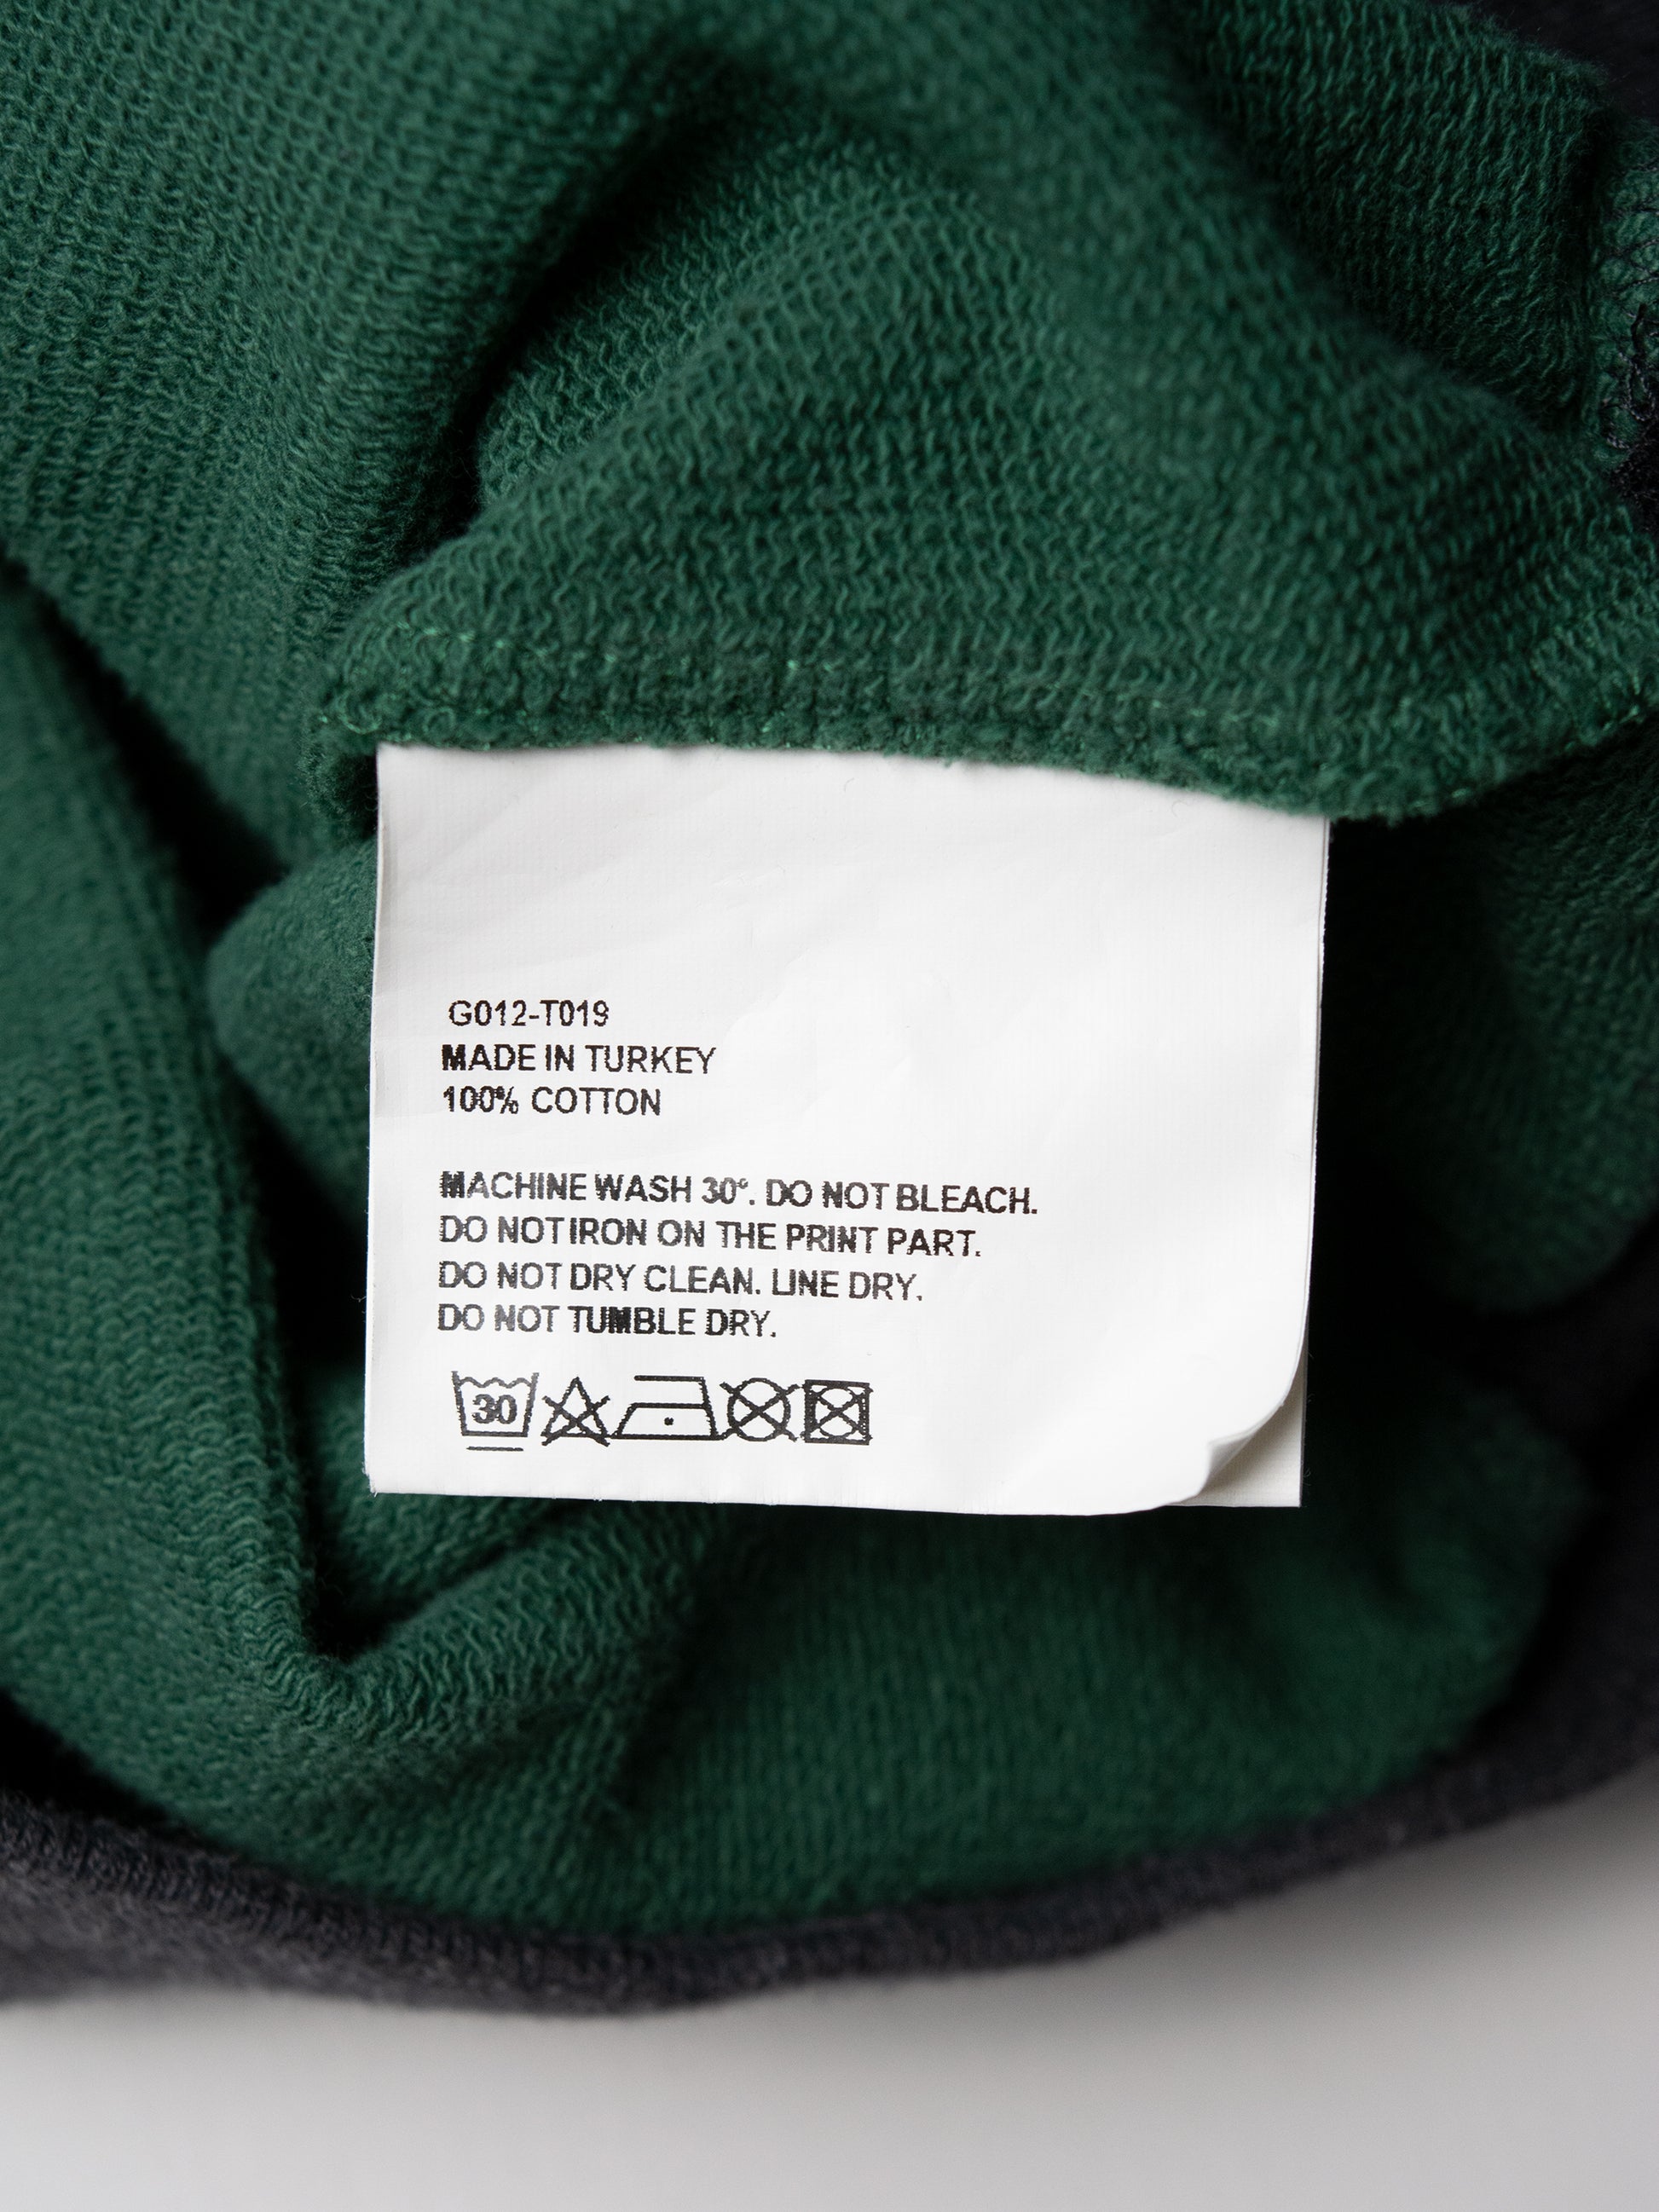 G012-T019
MADE IN TURKEY
100% COTTON
MACHINE WASH 30°. DO NOT BLEACH.
DO NOT IRON ON THE PRINT PART.
DO NOT DRY CLEAN. LINE DRY.
DO NOT TUMBLE DRY.
30